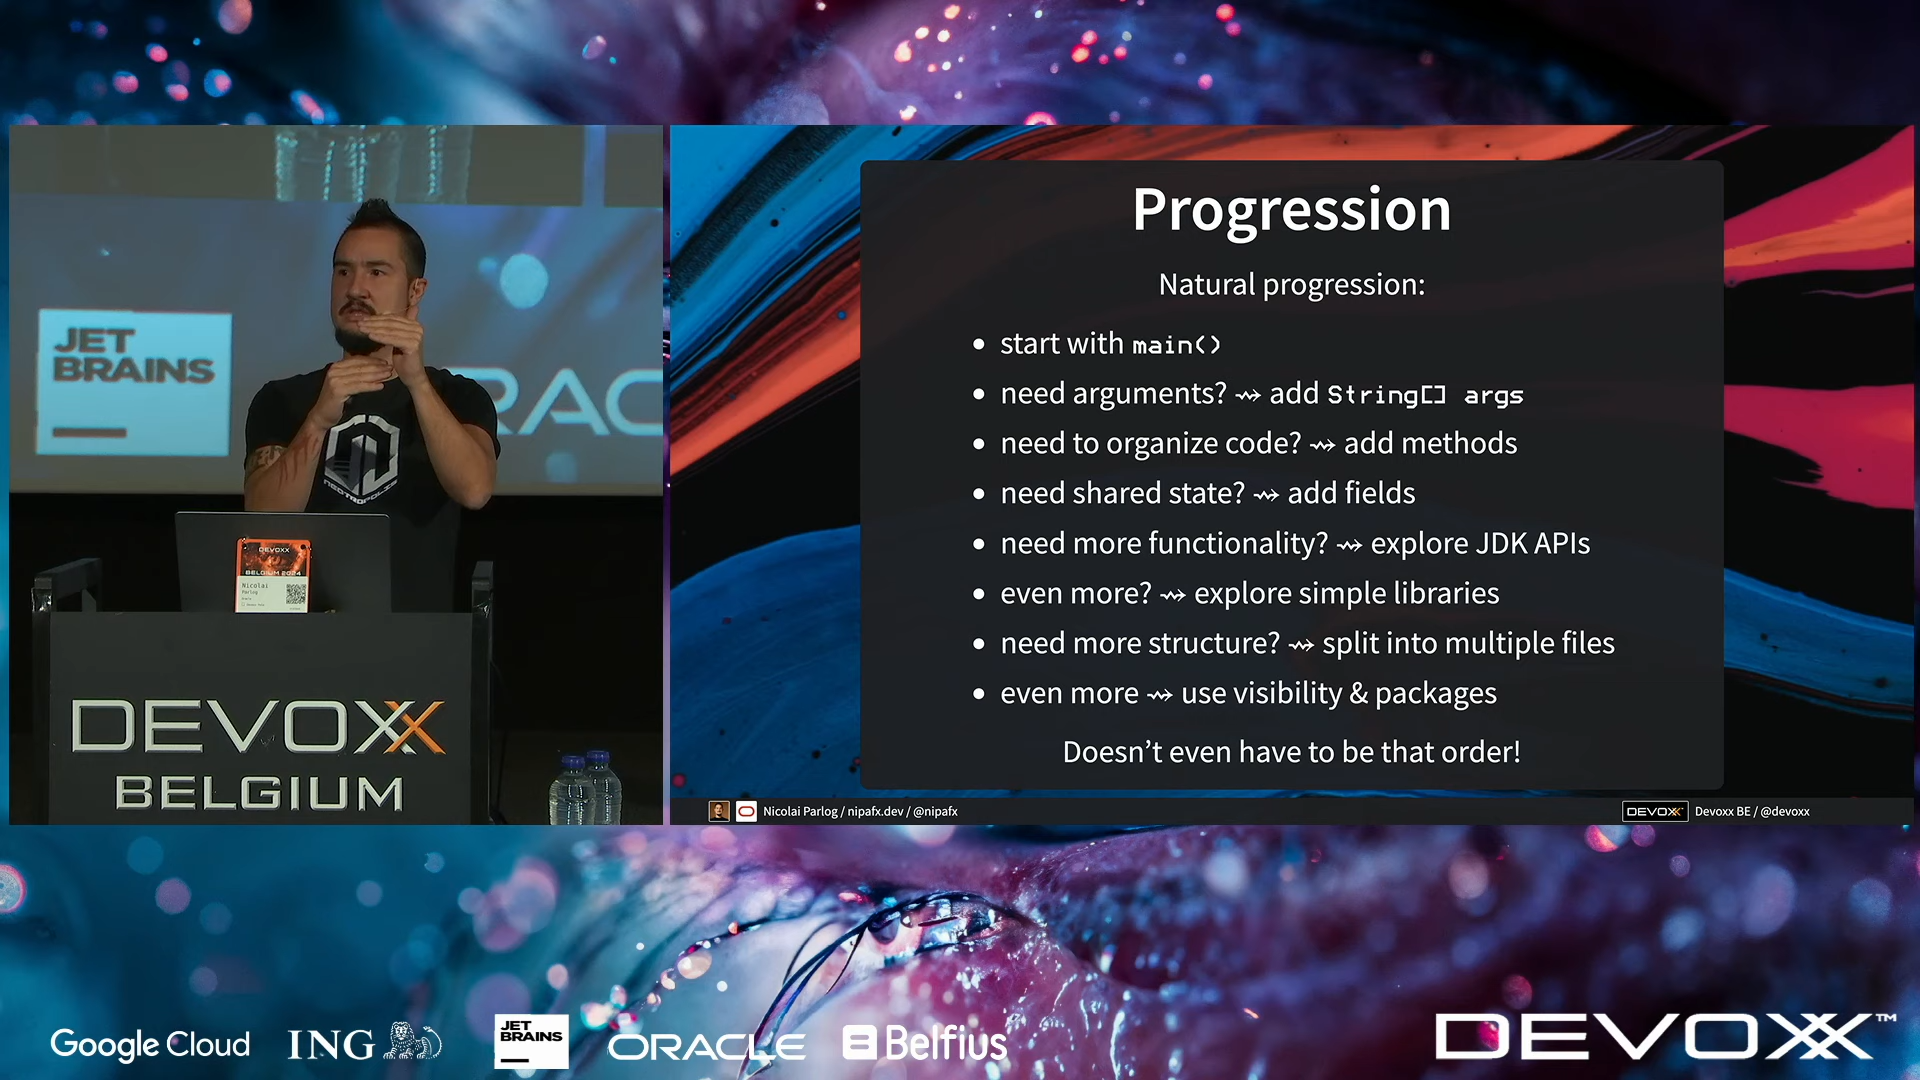 JET
BRAINS
RAC
NEOTROPOLIS
DEVOXX
BELGIUM 2024
Nicolai
Parlog
DEVOXX
BELGIUM
Progression
Natural progression:
• start with main()
• need arguments? ⇝ add String[] args
• need to organize code? ⇝ add methods
• need shared state? ⇝ add fields
• need more functionality? ⇝ explore JDK APIs
• even more? ⇝ explore simple libraries
• need more structure? ⇝ split into multiple files
• even more ⇝ use visibility & packages
Doesn't even have to be that order!
Nicolai Parlog / nipafx.dev / @nipafx
DEVOXX Devoxx BE / @devoxx
Google Cloud
ING
JET
BRAINS
ORACLE
Belfius
DEVOXX™